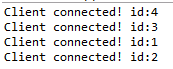 Client connected! id:4
Client connected! id:3
Client connected! id:1
Client connected! id:2